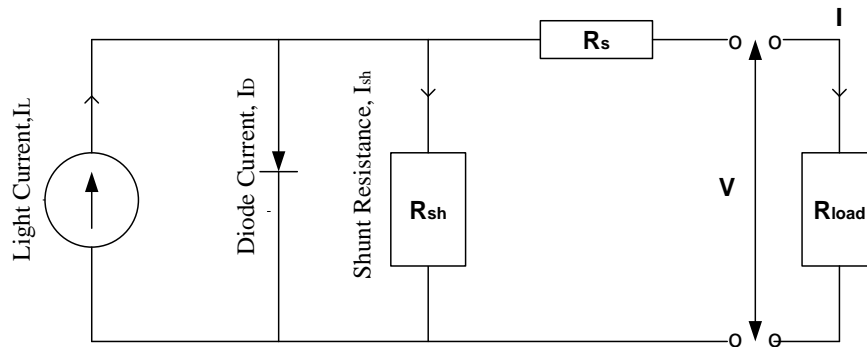 Light Current,IL
Diode Current, ID
Shunt Resistance, Ish
Rsh
Rs
V
I
Rload